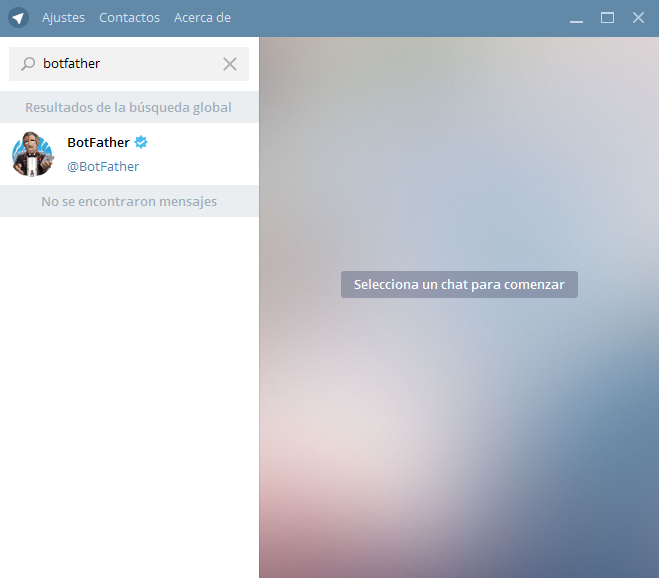 Ajustes Contactos Acerca de
botfather
Resultados de la búsqueda global
BotFather
@BotFather
No se encontraron mensajes
Selecciona un chat para comenzar